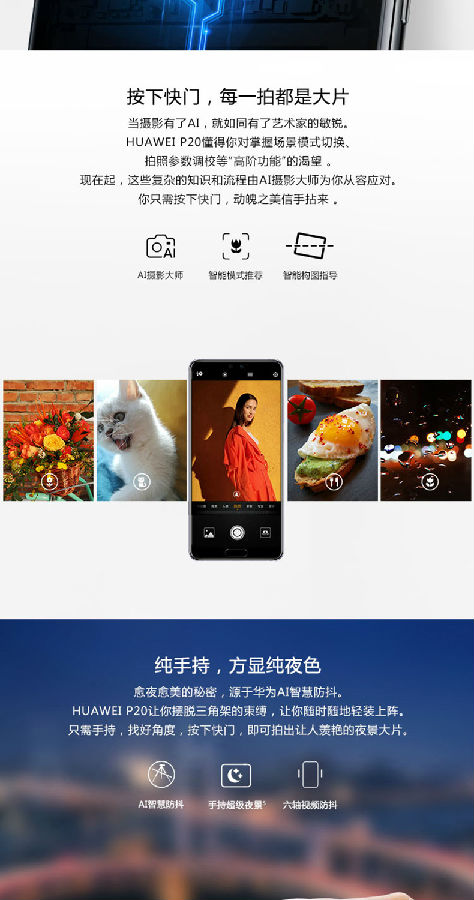 按下快门，每一拍都是大片
当摄影有了AI，就如同有了艺术家的敏锐。
HUAWEI P20懂得你对掌握场景模式切换、
拍照参数调校等“高阶功能”的渴望 。
现在起，这些复杂的知识和流程由AI摄影大师为你从容应对。
你只需按下快门，动魄之美信手拈来 。
AI
AI摄影大师 智能模式推荐 智能构图指导
纯手持，方显纯夜色
愈夜愈美的秘密，源于华为AI智慧防抖。
HUAWEI P20让你摆脱三角架的束缚，让你随时随地轻装上阵。
只需手持，找好角度，按下快门，即可拍出让人羡艳的夜景大片。
AI智慧防抖 手持超级夜景⁵ 六轴视频防抖